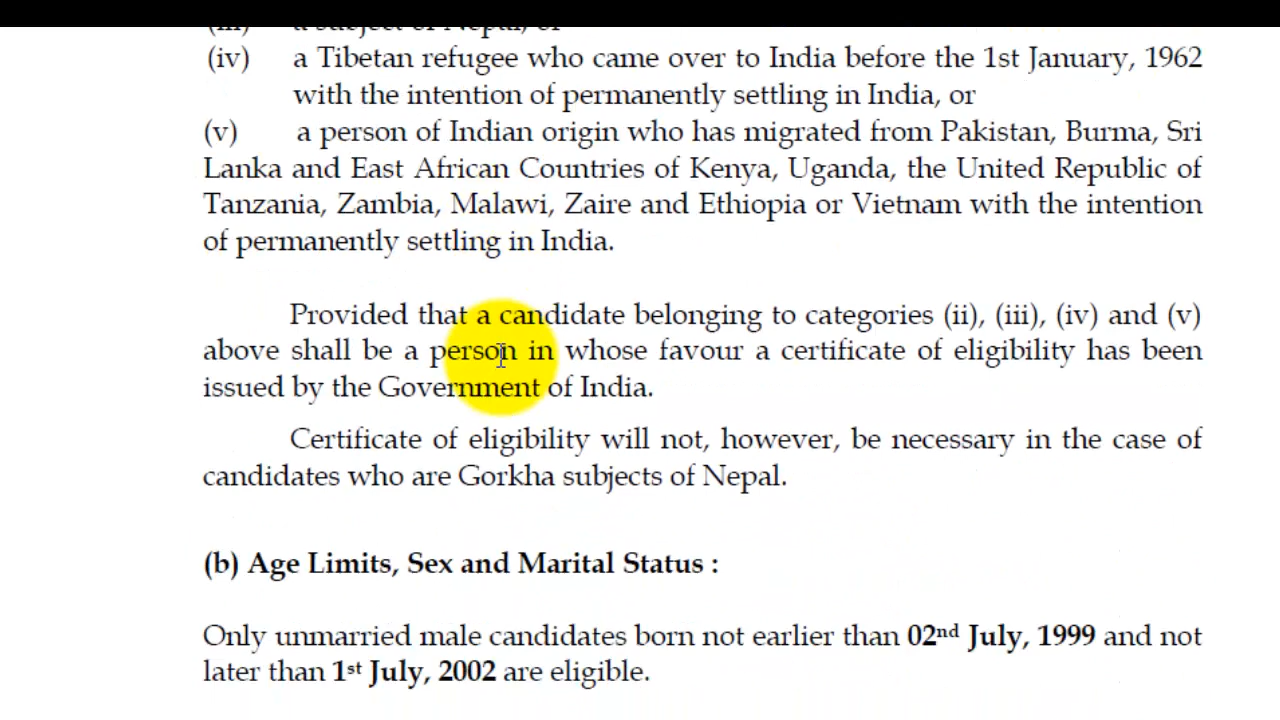 (iii) a subject of Nepal, or
(iv) a Tibetan refugee who came over to India before the 1st January, 1962
with the intention of permanently settling in India, or
(v) a person of Indian origin who has migrated from Pakistan, Burma, Sri
Lanka and East African Countries of Kenya, Uganda, the United Republic of
Tanzania, Zambia, Malawi, Zaire and Ethiopia or Vietnam with the intention
of permanently settling in India.
Provided that a candidate belonging to categories (ii), (iii), (iv) and (v)
above shall be a person in whose favour a certificate of eligibility has been
issued by the Government of India.
Certificate of eligibility will not, however, be necessary in the case of
candidates who are Gorkha subjects of Nepal.
(b) Age Limits, Sex and Marital Status :
Only unmarried male candidates born not earlier than 02nd July, 1999 and not
later than 1st July, 2002 are eligible.